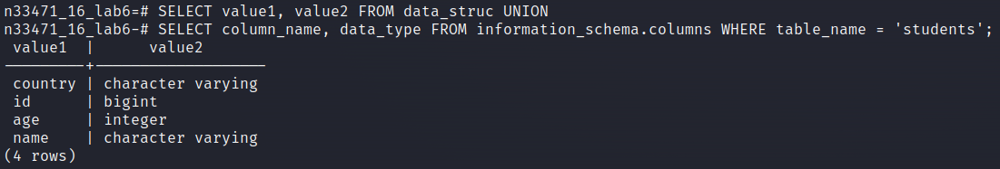 n33471_16_lab6=# SELECT value1, value2 FROM data_struc UNION
n33471_16_lab6-# SELECT column_name, data_type FROM information_schema.columns WHERE table_name = 'students';
 value1  |      value2
---------+-------------------
 country | character varying
 id      | bigint
 age     | integer
 name    | character varying
(4 rows)